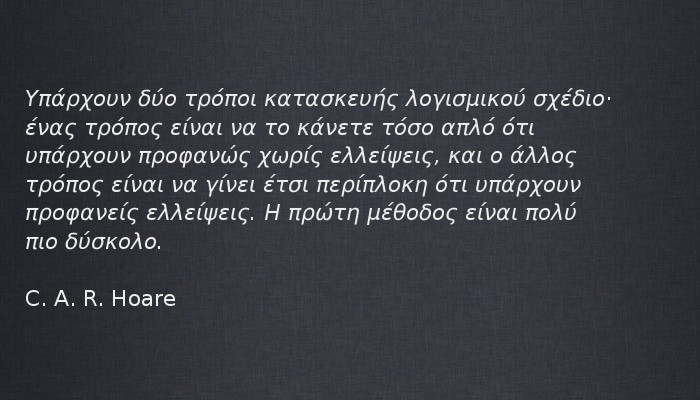 Υπάρχουν δύο τρόποι κατασκευής λογισμικού σχέδιο·
ένας τρόπος είναι να το κάνετε τόσο απλό ότι
υπάρχουν προφανώς χωρίς ελλείψεις, και ο άλλος
τρόπος είναι να γίνει έτσι περίπλοκη ότι υπάρχουν
προφανείς ελλείψεις. Η πρώτη μέθοδος είναι πολύ
πιο δύσκολο.
C. A. R. Hoare